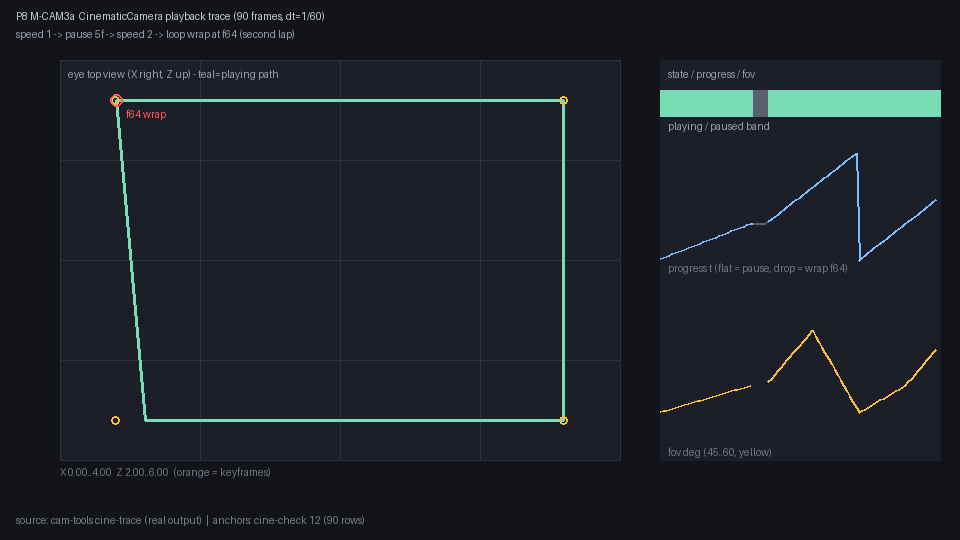 P8 M-CAM3a CinematicCamera playback trace (90 frames, dt=1/60)
speed 1 -> pause 5f -> speed 2 -> loop wrap at f64 (second lap)
eye top view (X right, Z up) - teal=playing path
f64 wrap
X 0.00..4.00 Z 2.00..6.00 (orange = keyframes)
state / progress / fov
playing / paused band
progress t (flat = pause, drop = wrap f64)
fov deg (45..60, yellow)
source: cam-tools cine-trace (real output) | anchors: cine-check 12 (90 rows)